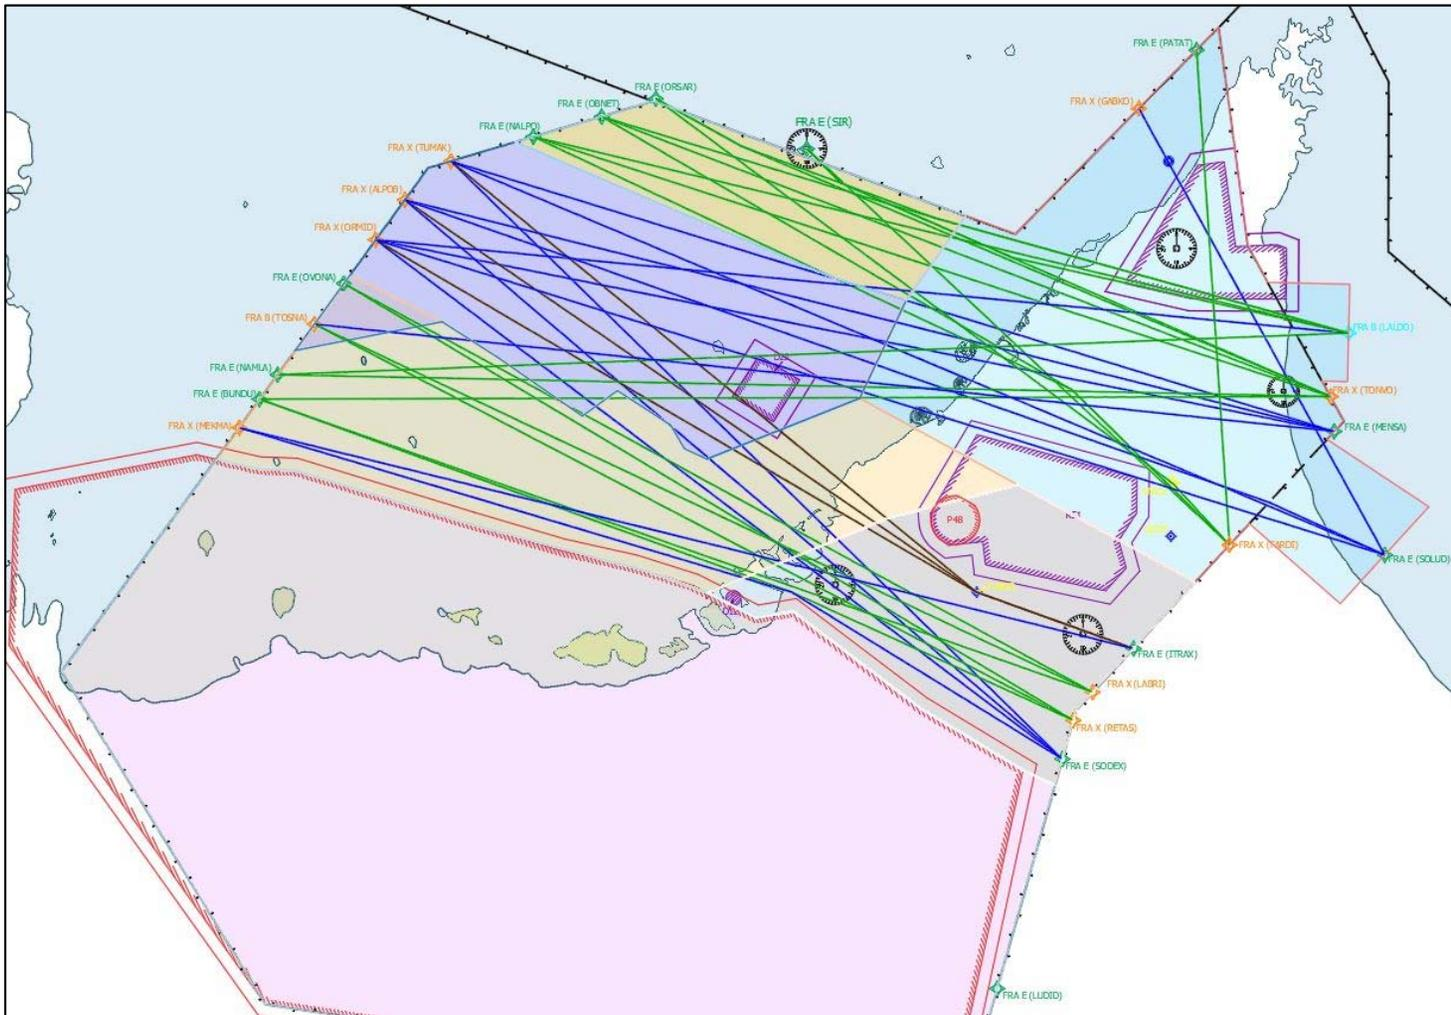 FRA E (PATAT)
FRA E (ORSAR)
FRA X (GABKO)
FRA E (OBNET)
FRA E (SIR)
FRA E (NALPO)
FRA X (TUMAK)
FRA X (ALPOB)
FRA X (ORMID)
FRA E (OVONA)
FRA B (TOSNA)
FRA B (LALDO)
FRA E (NAMLA)
FRA E (BUNDU)
FRA X (TONVO)
FRA X (MEKMA)
FRA E (MENSA)
P48
FRA X (TARDI)
FRA E (SOLUD)
FRA E (ITRAX)
FRA X (LABRI)
FRA X (RETAS)
FRA E (SODEX)
FRA E (LUDID)